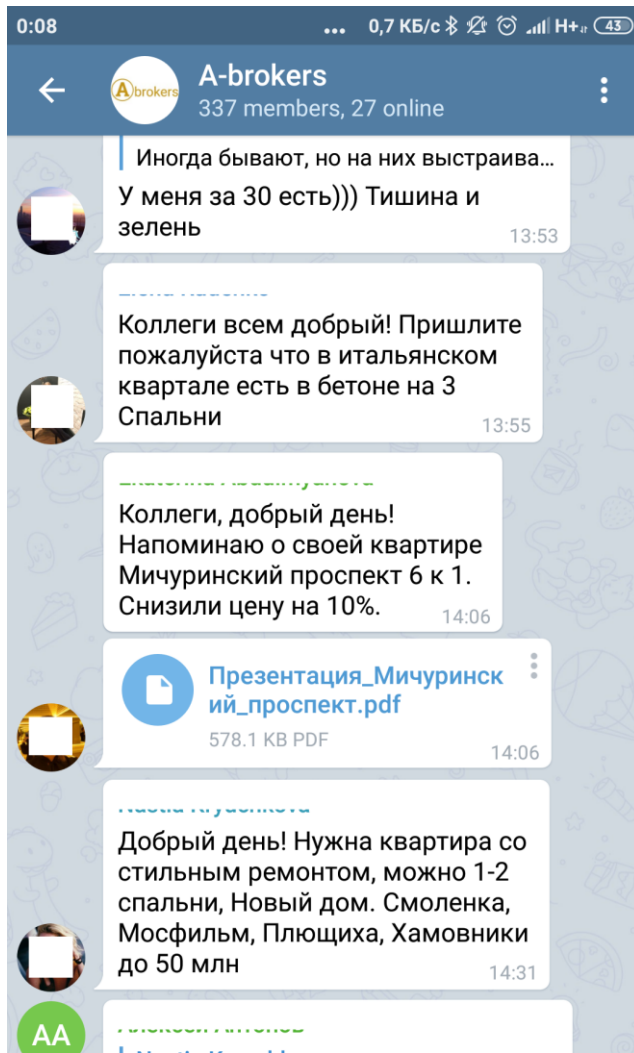 0:08
... 0,7 КБ/с H+ 43
A-brokers
Abrokers
337 members, 27 online
Иногда бывают, но на них выстраива...
У меня за 30 есть))) Тишина и
зелень
13:53
Коллеги всем добрый! Пришлите
пожалуйста что в итальянском
квартале есть в бетоне на 3
Спальни
13:55
Коллеги, добрый день!
Напоминаю о своей квартире
Мичуринский проспект 6 к 1.
Снизили цену на 10%.
14:06
Презентация_Мичуринск
ий_проспект.pdf
578.1 KB PDF
14:06
Добрый день! Нужна квартира со
стильным ремонтом, можно 1-2
спальни, Новый дом. Смоленка,
Мосфильм, Плющиха, Хамовники
до 50 млн
14:31
AA